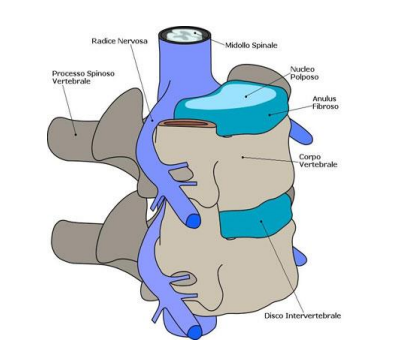 Radice Nervosa
Midollo Spinale
Processo Spinoso
Vertebrale
Nucleo
Polposo
Anulus
Fibroso
Corpo
Vertebrale
Disco Intervertebrale